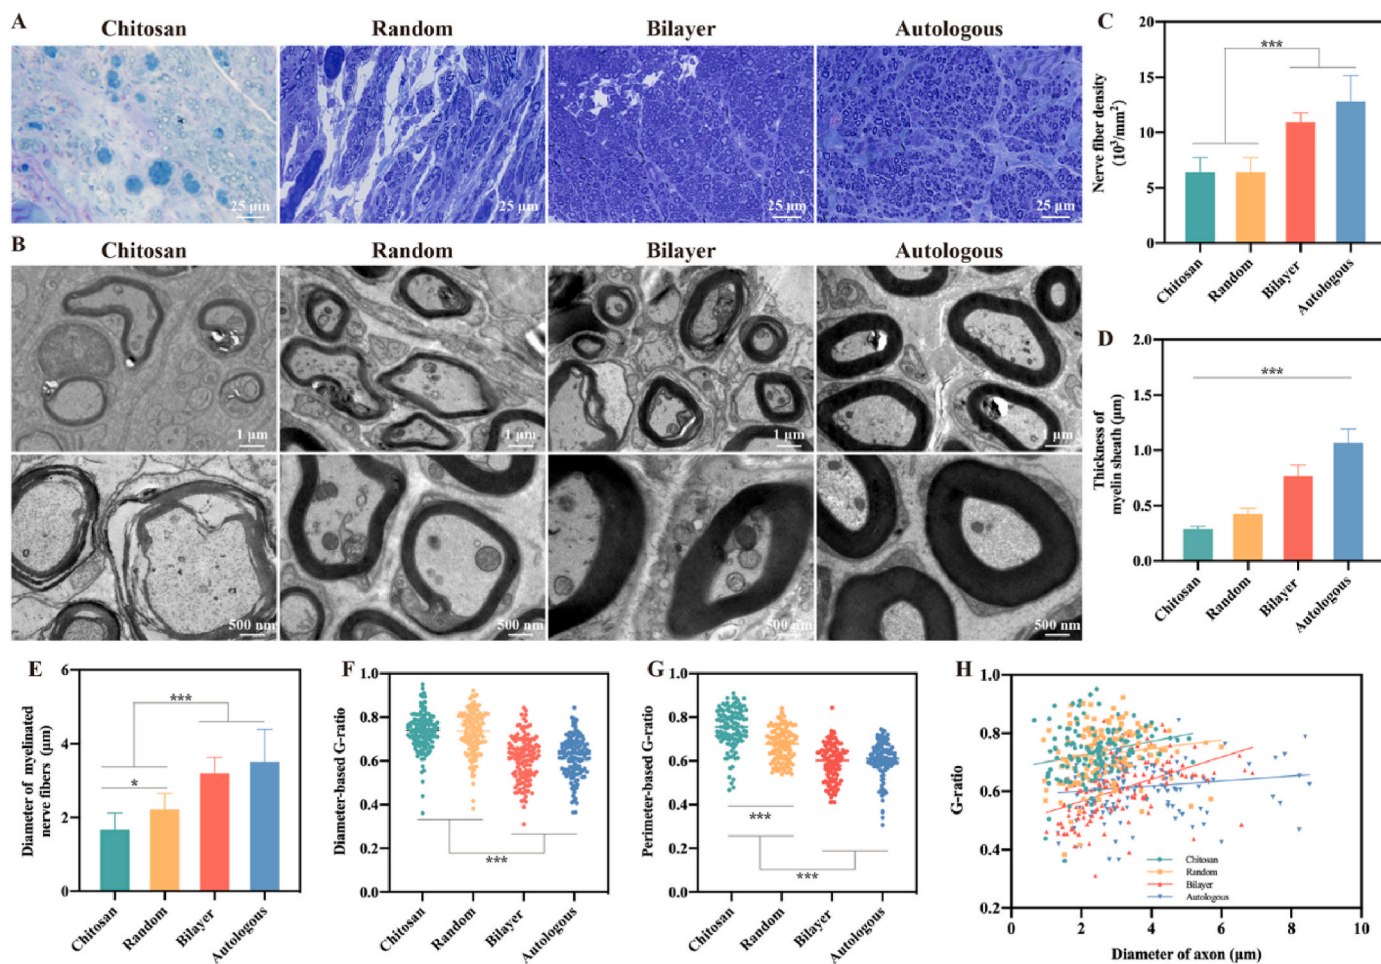 A
Chitosan
Random
Bilayer
Autologous
25 μm
25 μm
25 μm
25 μm
B
Chitosan
Random
Bilayer
Autologous
1 μm
1 μm
1 μm
1 μm
500 nm
500 nm
500 nm
500 nm
C
Nerve fiber density
(10³/mm²)
20
15
10
5
0
***
Chitosan
Random
Bilayer
Autologous
D
Thickness of
myelin sheath (μm)
2.0
1.5
1.0
0.5
0.0
***
Chitosan
Random
Bilayer
Autologous
E
Diameter of myelinated
nerve fibers (μm)
6
4
2
0
***
*
Chitosan
Random
Bilayer
Autologous
F
Diameter-based G-ratio
1.0
0.8
0.6
0.4
0.2
0.0
***
Chitosan
Random
Bilayer
Autologous
G
Perimeter-based G-ratio
1.0
0.8
0.6
0.4
0.2
0.0
***
***
Chitosan
Random
Bilayer
Autologous
H
G-ratio
1.0
0.8
0.6
0.4
0.2
Chitosan
Random
Bilayer
Autologous
0 2 4 6 8 10
Diameter of axon (μm)